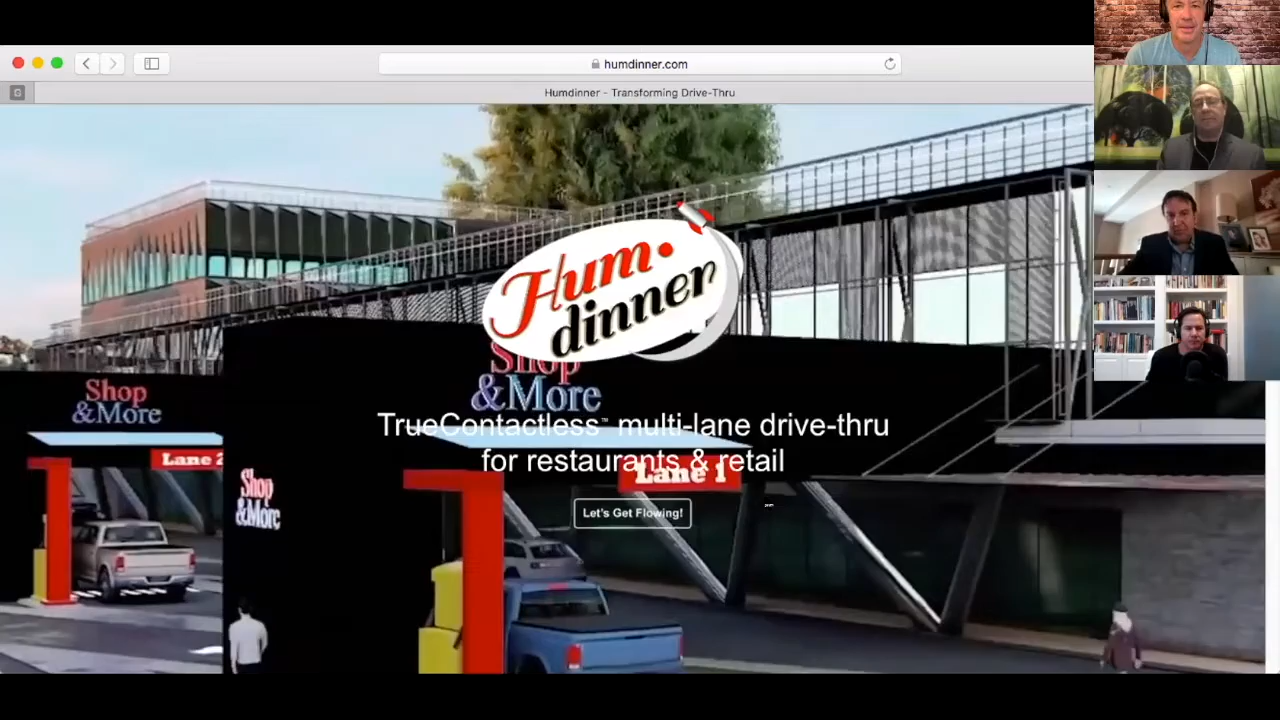 humdinner.com
G
Humdinner - Transforming Drive-Thru
Hum.
dinner
Shop
&More
Shop
&More
TrueContactless™ multi-lane drive-thru
for restaurants & retail
Lane 2
Lane 1
Shop
&More
Let's Get Flowing!